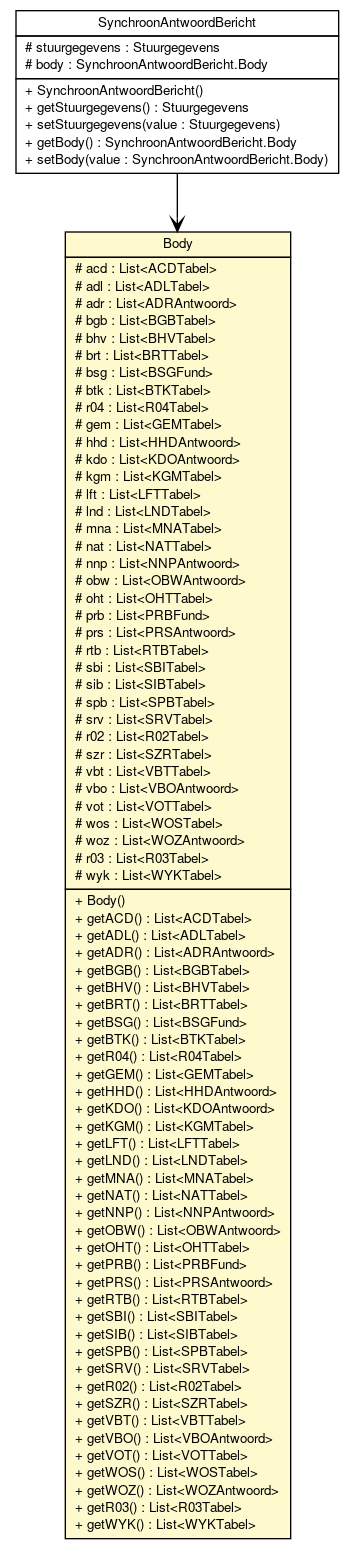 SynchroonAntwoordBericht
# stuurgegevens : Stuurgegevens
# body : SynchroonAntwoordBericht.Body
+ SynchroonAntwoordBericht()
+ getStuurgegevens() : Stuurgegevens
+ setStuurgegevens(value : Stuurgegevens)
+ getBody() : SynchroonAntwoordBericht.Body
+ setBody(value : SynchroonAntwoordBericht.Body)
Body
# acd : List<ACDTabel>
# adl : List<ADLTabel>
# adr : List<ADRAntwoord>
# bgb : List<BGBTabel>
# bhv : List<BHVTabel>
# brt : List<BRTTabel>
# bsg : List<BSGFund>
# btk : List<BTKTabel>
# r04 : List<R04Tabel>
# gem : List<GEMTabel>
# hhd : List<HHDAntwoord>
# kdo : List<KDOAntwoord>
# kgm : List<KGMTabel>
# lft : List<LFTTabel>
# lnd : List<LNDTabel>
# mna : List<MNATabel>
# nat : List<NATTabel>
# nnp : List<NNPAntwoord>
# obw : List<OBWAntwoord>
# oht : List<OHTTabel>
# prb : List<PRBFund>
# prs : List<PRSAntwoord>
# rtb : List<RTBTabel>
# sbi : List<SBITabel>
# sib : List<SIBTabel>
# spb : List<SPBTabel>
# srv : List<SRVTabel>
# r02 : List<R02Tabel>
# szr : List<SZRTabel>
# vbt : List<VBTTabel>
# vbo : List<VBOAntwoord>
# vot : List<VOTTabel>
# wos : List<WOSTabel>
# woz : List<WOZAntwoord>
# r03 : List<R03Tabel>
# wyk : List<WYKTabel>
+ Body()
+ getACD() : List<ACDTabel>
+ getADL() : List<ADLTabel>
+ getADR() : List<ADRAntwoord>
+ getBGB() : List<BGBTabel>
+ getBHV() : List<BHVTabel>
+ getBRT() : List<BRTTabel>
+ getBSG() : List<BSGFund>
+ getBTK() : List<BTKTabel>
+ getR04() : List<R04Tabel>
+ getGEM() : List<GEMTabel>
+ getHHD() : List<HHDAntwoord>
+ getKDO() : List<KDOAntwoord>
+ getKGM() : List<KGMTabel>
+ getLFT() : List<LFTTabel>
+ getLND() : List<LNDTabel>
+ getMNA() : List<MNATabel>
+ getNAT() : List<NATTabel>
+ getNNP() : List<NNPAntwoord>
+ getOBW() : List<OBWAntwoord>
+ getOHT() : List<OHTTabel>
+ getPRB() : List<PRBFund>
+ getPRS() : List<PRSAntwoord>
+ getRTB() : List<RTBTabel>
+ getSBI() : List<SBITabel>
+ getSIB() : List<SIBTabel>
+ getSPB() : List<SPBTabel>
+ getSRV() : List<SRVTabel>
+ getR02() : List<R02Tabel>
+ getSZR() : List<SZRTabel>
+ getVBT() : List<VBTTabel>
+ getVBO() : List<VBOAntwoord>
+ getVOT() : List<VOTTabel>
+ getWOS() : List<WOSTabel>
+ getWOZ() : List<WOZAntwoord>
+ getR03() : List<R03Tabel>
+ getWYK() : List<WYKTabel>